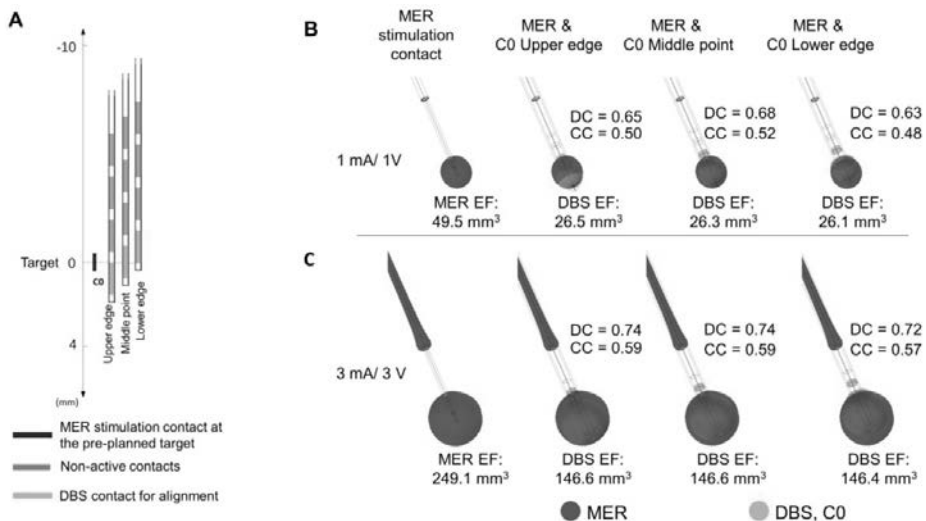 A
-10
Target 0
C0
Upper edge
Middle point
Lower edge
4
(mm)
MER stimulation contact at
the pre-planned target
Non-active contacts
DBS contact for alignment
B
MER
stimulation
contact
MER &
C0 Upper edge
MER &
C0 Middle point
MER &
C0 Lower edge
1 mA/ 1V
DC = 0.65
CC = 0.50
DC = 0.68
CC = 0.52
DC = 0.63
CC = 0.48
MER EF:
49.5 mm³
DBS EF:
26.5 mm³
DBS EF:
26.3 mm³
DBS EF:
26.1 mm³
C
3 mA/ 3 V
DC = 0.74
CC = 0.59
DC = 0.74
CC = 0.59
DC = 0.72
CC = 0.57
MER EF:
249.1 mm³
DBS EF:
146.6 mm³
DBS EF:
146.6 mm³
DBS EF:
146.4 mm³
MER
DBS, C0